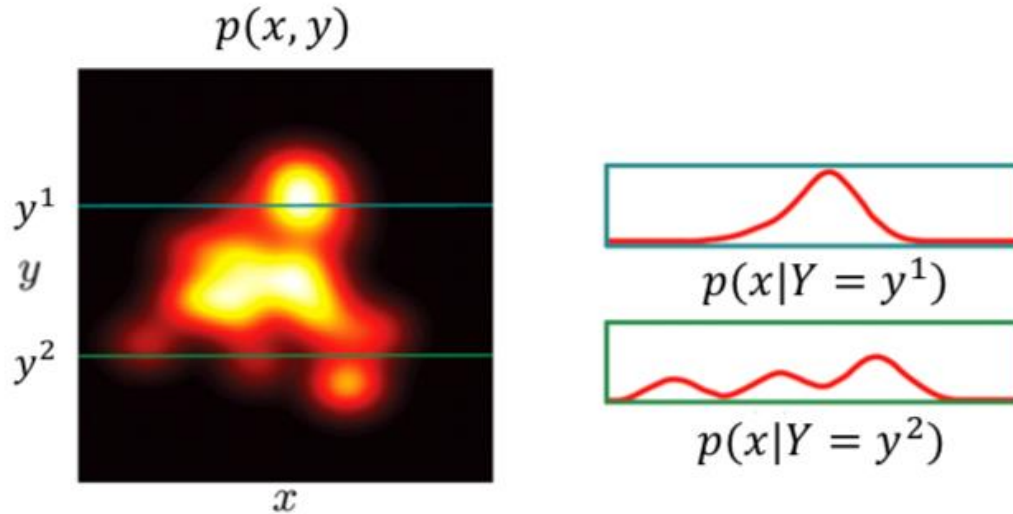 p(x, y)
y¹
y
y²
x
p(x|Y = y¹)
p(x|Y = y²)